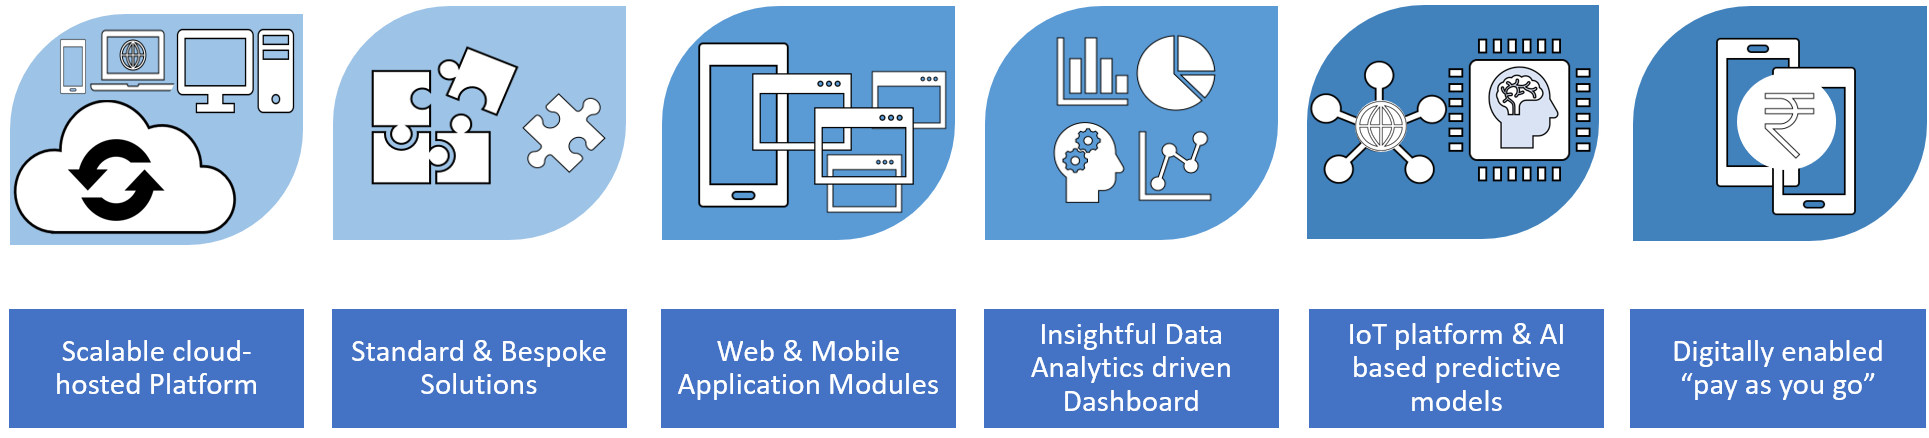 Scalable cloud-
hosted Platform
Standard & Bespoke
Solutions
Web & Mobile
Application Modules
Insightful Data
Analytics driven
Dashboard
IoT platform & AI
based predictive
models
₹
Digitally enabled
“pay as you go”